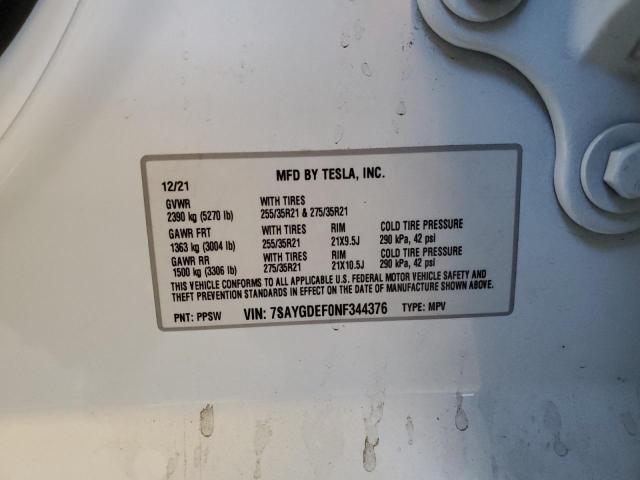 MFD BY TESLA, INC.
12/21
GVWR WITH TIRES
2390 kg (5270 lb) 255/35R21 & 275/35R21
GAWR FRT WITH TIRES RIM COLD TIRE PRESSURE
1363 kg (3004 lb) 255/35R21 21X9.5J 290 kPa, 42 psi
GAWR RR WITH TIRES RIM COLD TIRE PRESSURE
1500 kg (3306 lb) 275/35R21 21X10.5J 290 kPa, 42 psi
THIS VEHICLE CONFORMS TO ALL APPLICABLE U.S. FEDERAL MOTOR VEHICLE SAFETY AND
THEFT PREVENTION STANDARDS IN EFFECT ON THE DATE OF MANUFACTURE SHOWN ABOVE.
PNT: PPSW VIN: 7SAYGDEF0NF344376 TYPE: MPV